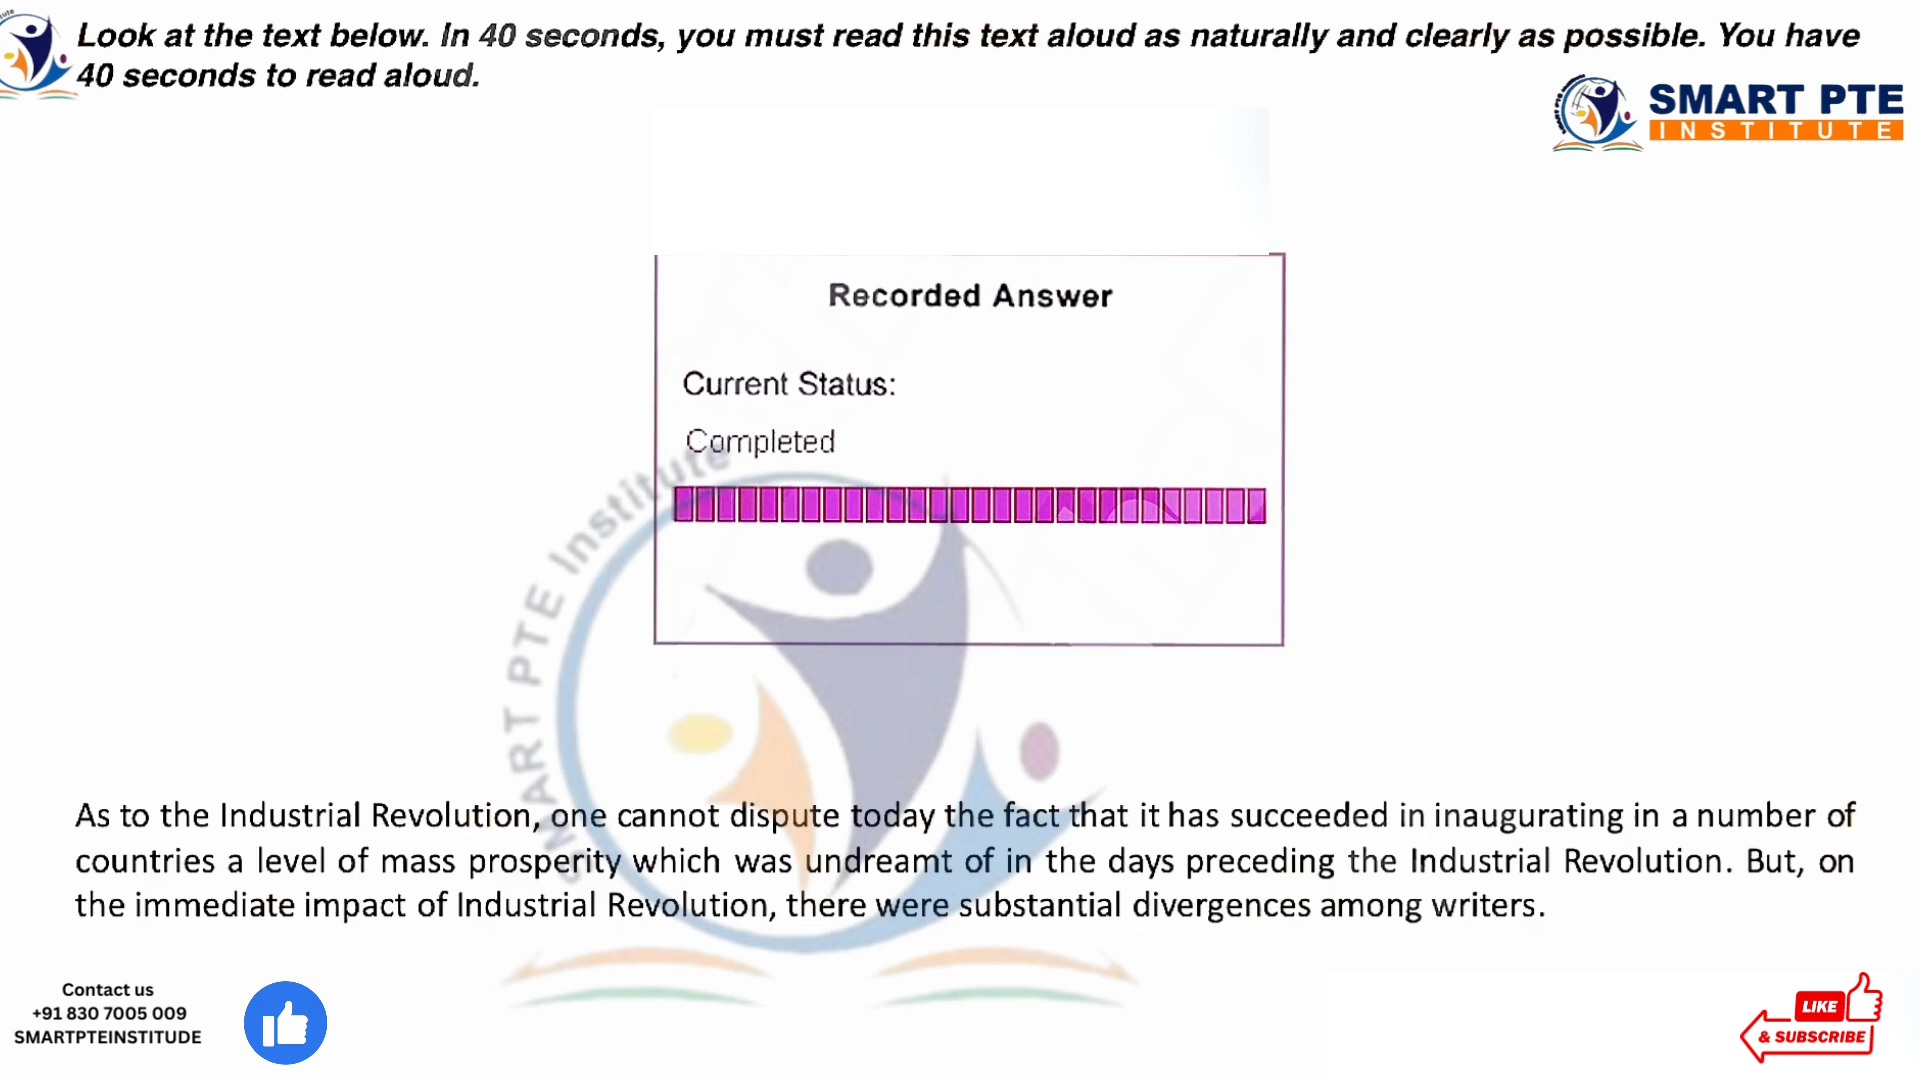 Look at the text below. In 40 seconds, you must read this text aloud as naturally and clearly as possible. You have
40 seconds to read aloud.
SMART PTE
INSTITUTE
Recorded Answer
Current Status:
Completed
SMART PTE Institute
As to the Industrial Revolution, one cannot dispute today the fact that it has succeeded in inaugurating in a number of
countries a level of mass prosperity which was undreamt of in the days preceding the Industrial Revolution. But, on
the immediate impact of Industrial Revolution, there were substantial divergences among writers.
Contact us
+91 830 7005 009
SMARTPTEINSTITUDE
LIKE
& SUBSCRIBE